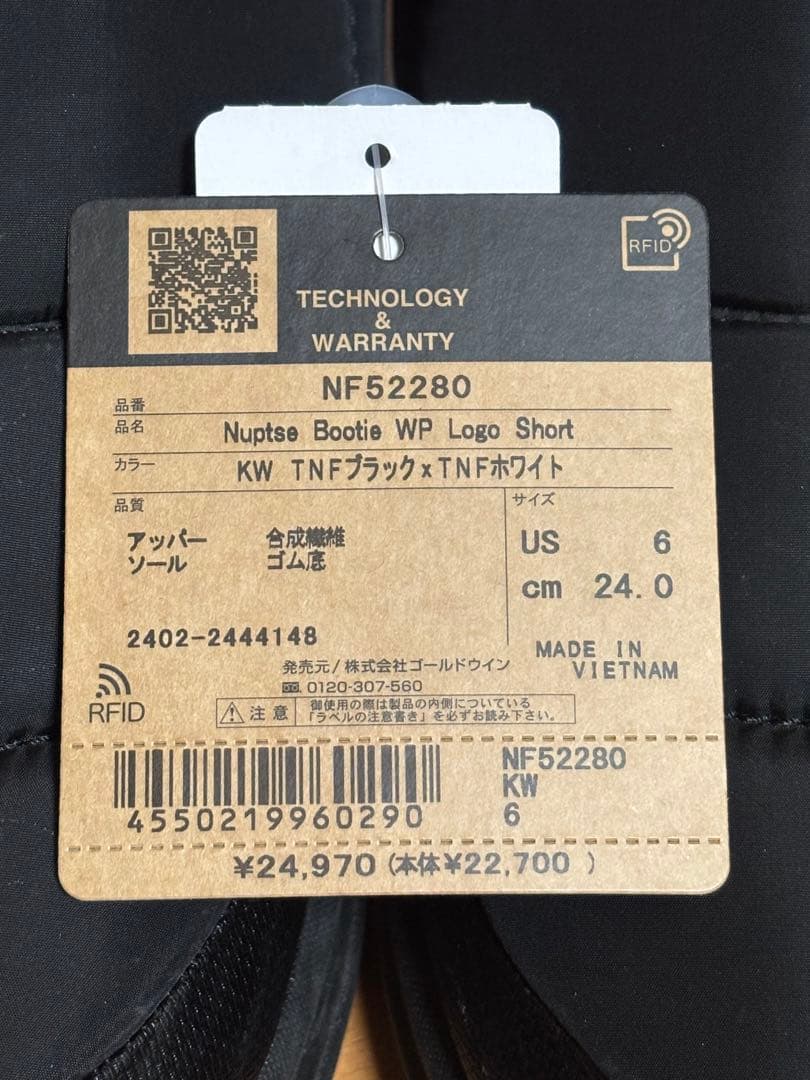 RFID
TECHNOLOGY
&
WARRANTY
品番 NF52280
品名 Nuptse Bootie WP Logo Short
カラー KW TNFブラックxTNFホワイト
品質
サイズ
アッパー 合成繊維
ソール ゴム底
US 6
cm 24.0
2402-2444148
MADE IN
VIETNAM
発売元/株式会社ゴールドウイン
0120-307-560
RFID
注意 御使用の際は製品の内側についている
「ラベルの注意書き」を必ずお読み下さい。
4550219960290
NF52280
KW
6
¥24,970(本体¥22,700 )